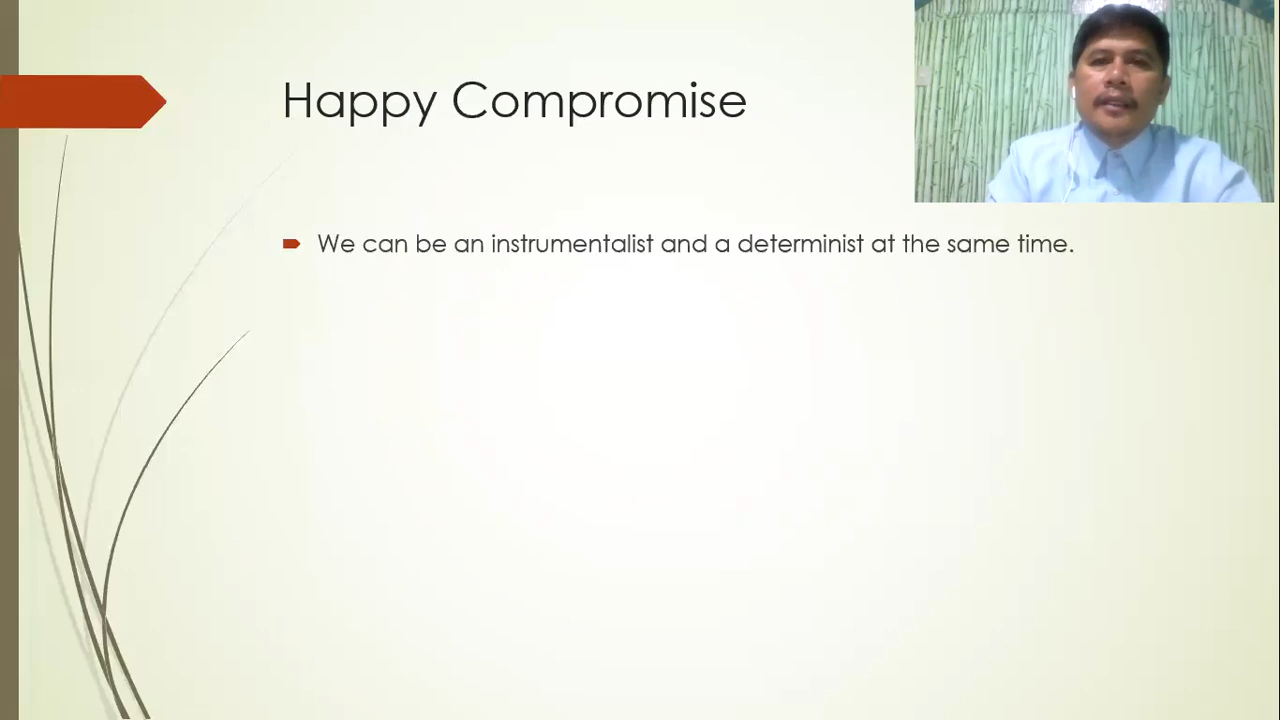 Happy Compromise
We can be an instrumentalist and a determinist at the same time.